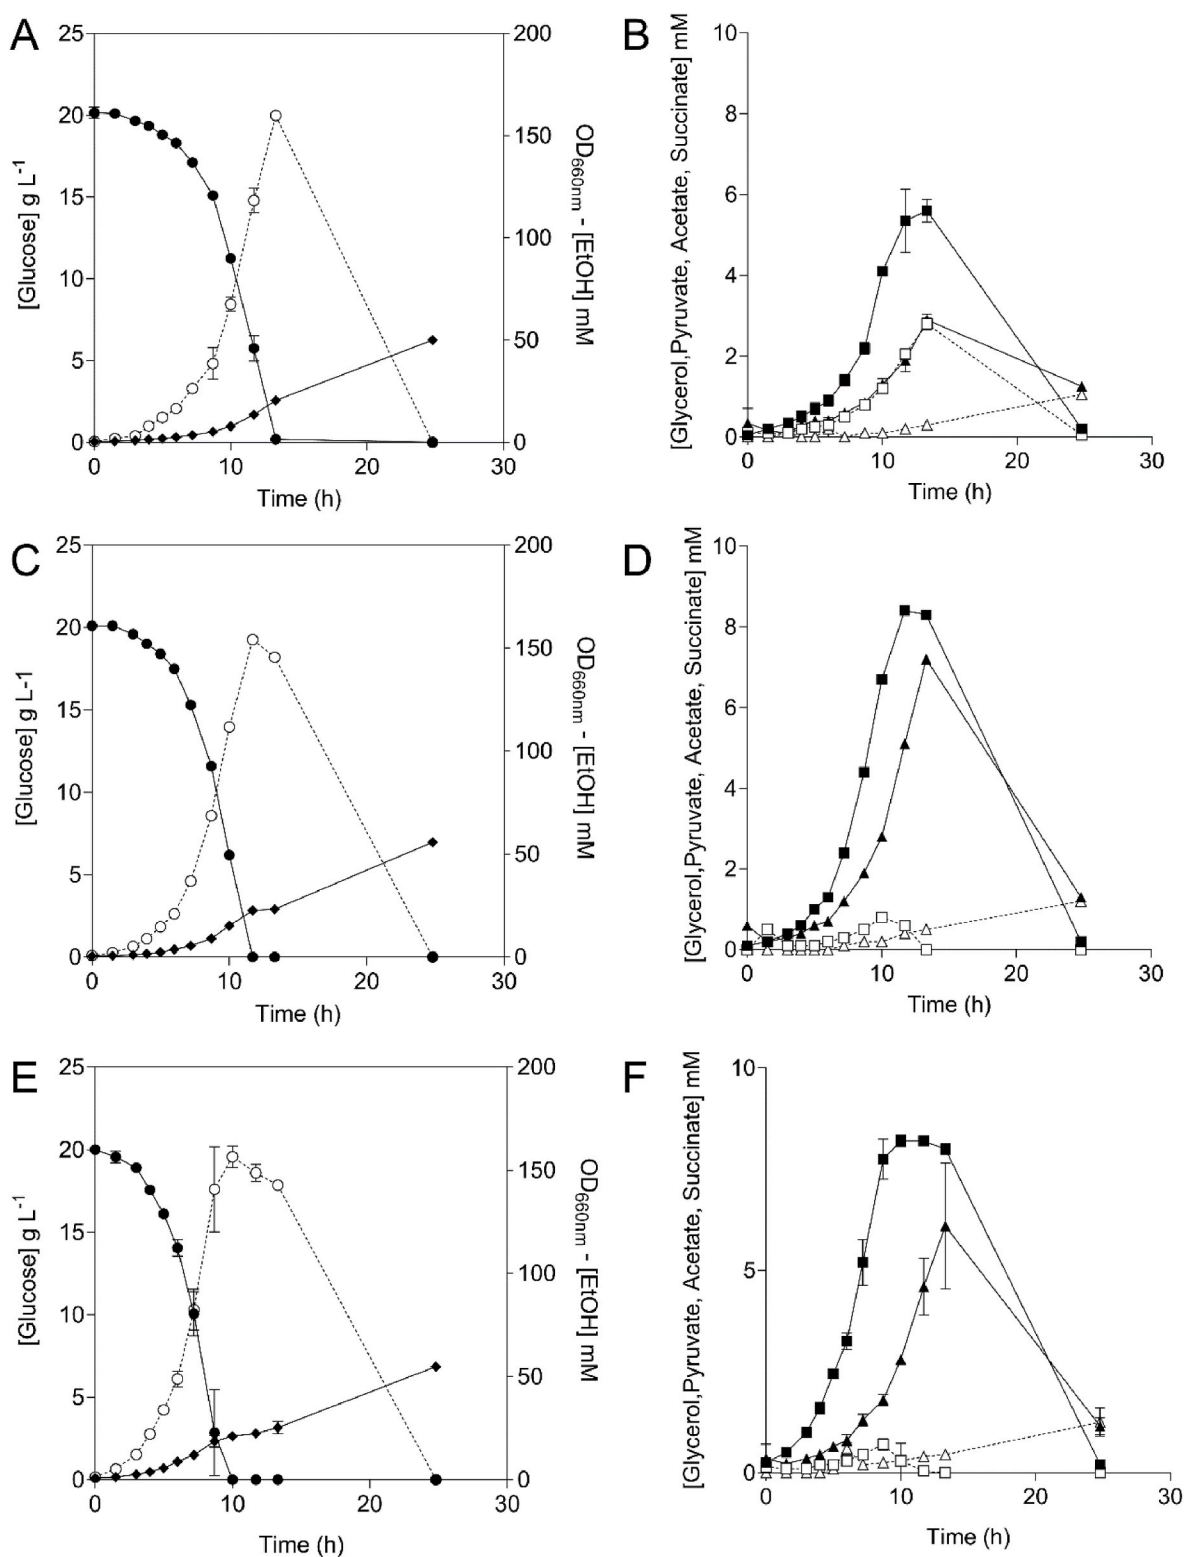 A
25
20
15
10
5
0
[Glucose] g L⁻¹
200
150
100
50
0
OD₆₆₀nm - [EtOH] mM
0 10 20 30
Time (h)
B
10
8
6
4
2
0
[Glycerol,Pyruvate, Acetate, Succinate] mM
0 10 20 30
Time (h)
C
25
20
15
10
5
0
[Glucose] g L-1
200
150
100
50
0
OD₆₆₀nm - [EtOH] mM
0 10 20 30
Time (h)
D
10
8
6
4
2
0
[Glycerol,Pyruvate, Acetate, Succinate] mM
0 10 20 30
Time (h)
E
25
20
15
10
5
0
[Glucose] g L⁻¹
200
150
100
50
0
OD₆₆₀nm - [EtOH] mM
0 10 20 30
Time (h)
F
10
5
0
[Glycerol,Pyruvate, Acetate, Succinate] mM
0 10 20 30
Time (h)